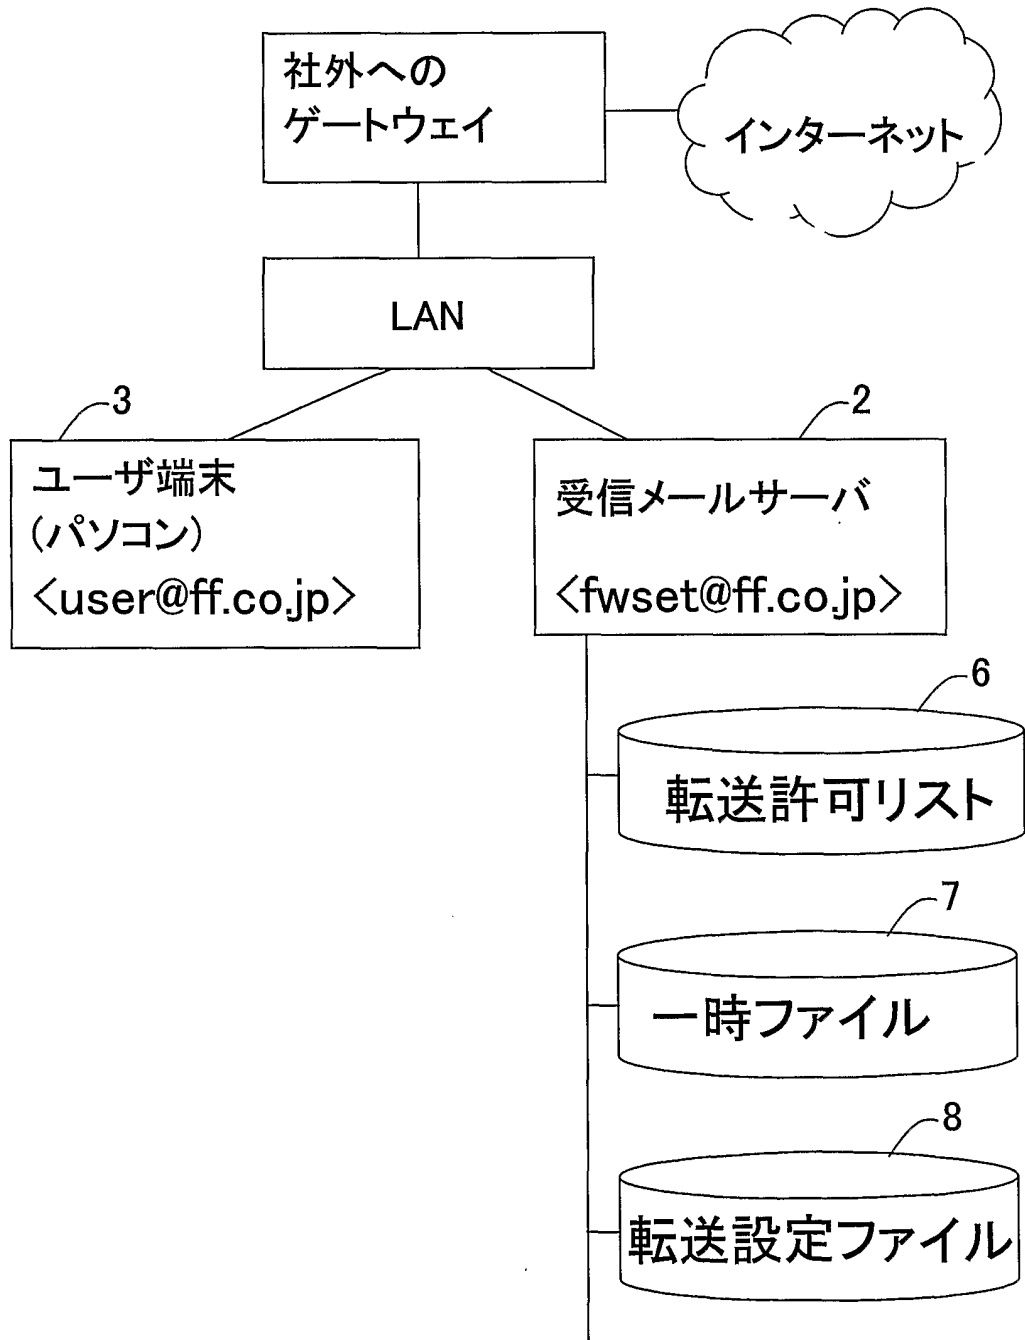 社外への
ゲートウェイ
インターネット
LAN
3
ユーザ端末
(パソコン)
<user@ff.co.jp>
2
受信メールサーバ
<fwset@ff.co.jp>
6
転送許可リスト
7
一時ファイル
8
転送設定ファイル